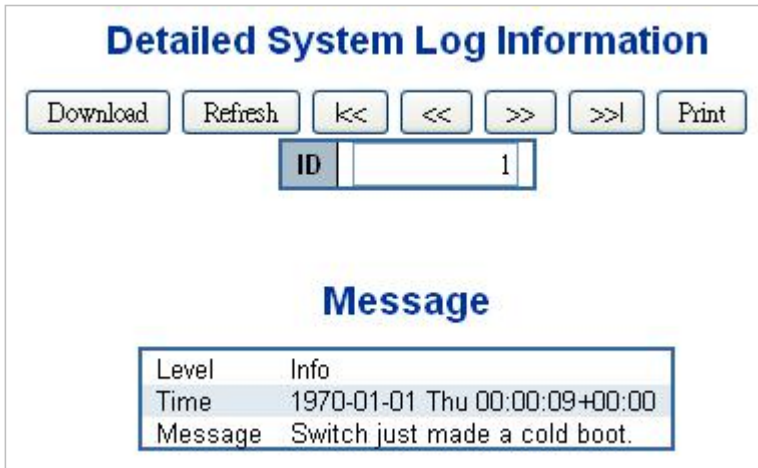 Detailed System Log Information
Download Refresh |<< << >> >>| Print
ID 1
Message
Level Info
Time 1970-01-01 Thu 00:00:09+00:00
Message Switch just made a cold boot.